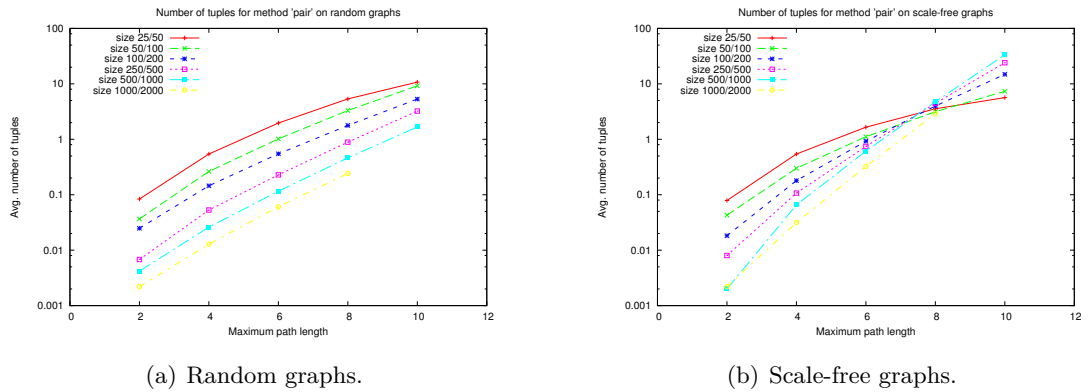 Number of tuples for method 'pair' on random graphs
100
10
1
0.1
0.01
0.001
Avg. number of tuples
size 25/50
size 50/100
size 100/200
size 250/500
size 500/1000
size 1000/2000
0 2 4 6 8 10 12
Maximum path length
(a) Random graphs.
Number of tuples for method 'pair' on scale-free graphs
100
10
1
0.1
0.01
0.001
Avg. number of tuples
size 25/50
size 50/100
size 100/200
size 250/500
size 500/1000
size 1000/2000
0 2 4 6 8 10 12
Maximum path length
(b) Scale-free graphs.